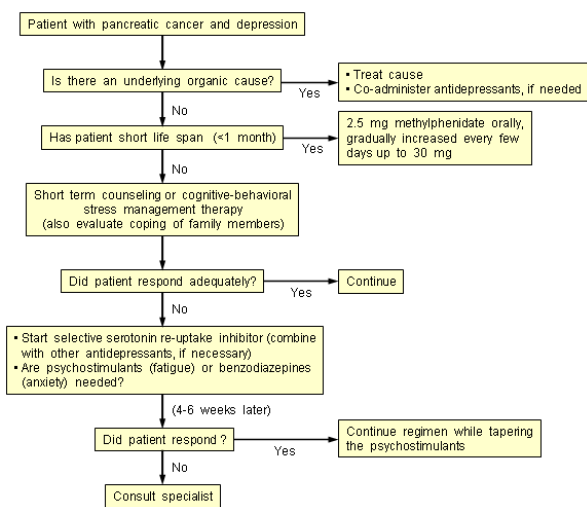 Patient with pancreatic cancer and depression
Is there an underlying organic cause?
Yes
▪ Treat cause
▪ Co-administer antidepressants, if needed
No
Has patient short life span (<1 month)
Yes
2.5 mg methylphenidate orally,
gradually increased every few
days up to 30 mg
No
Short term counseling or cognitive-behavioral
stress management therapy
(also evaluate coping of family members)
Did patient respond adequately?
Yes
Continue
No
▪ Start selective serotonin re-uptake inhibitor (combine
with other antidepressants, if necessary)
▪ Are psychostimulants (fatigue) or benzodiazepines
(anxiety) needed?
(4-6 weeks later)
Did patient respond?
Yes
Continue regimen while tapering
the psychostimulants
No
Consult specialist